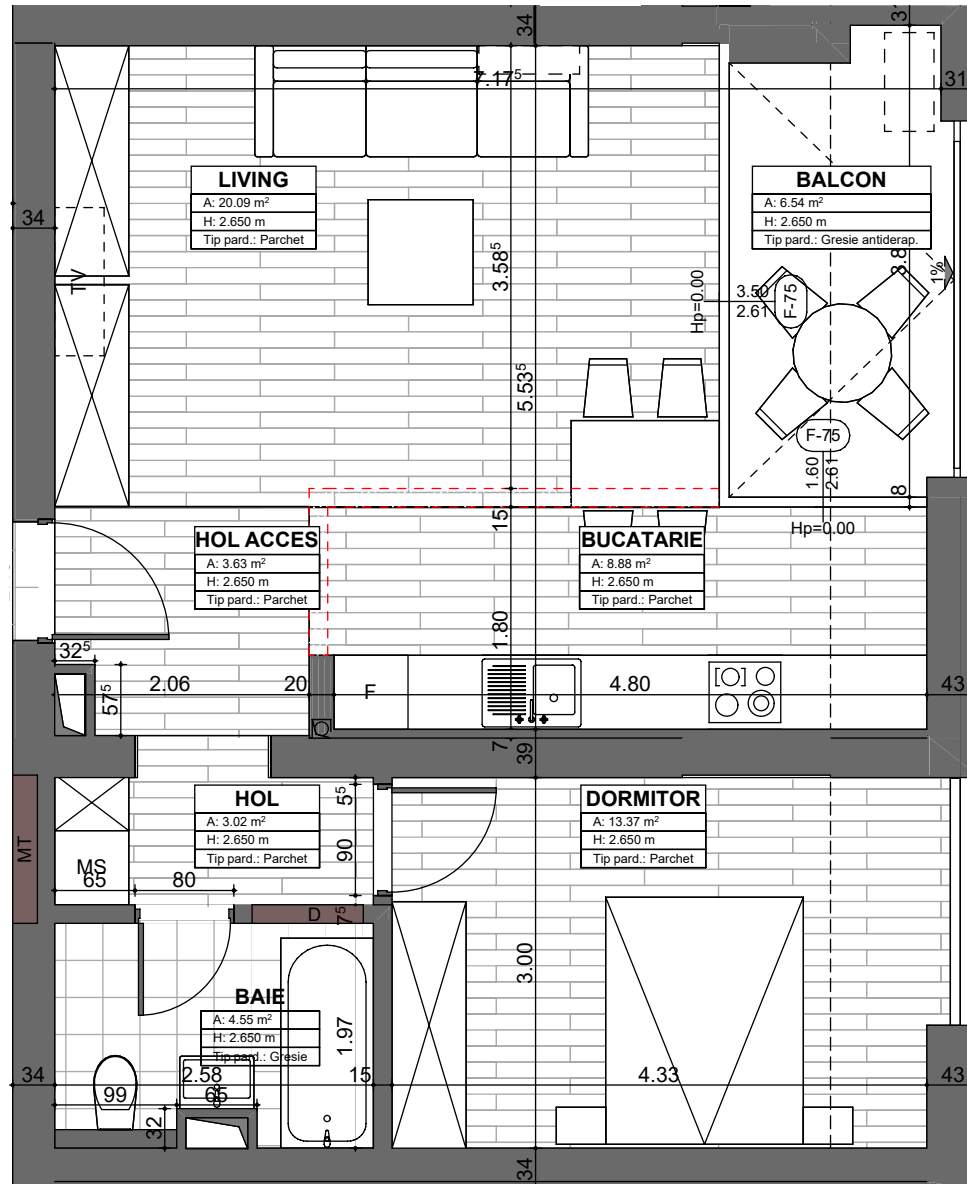 34
31
7.17⁵
31
LIVING
A: 20.09 m²
H: 2.650 m
Tip pard.: Parchet
BALCON
A: 6.54 m²
H: 2.650 m
Tip pard.: Gresie antiderap.
34
TV
3.58⁵
3.8
1%
Hp=0.00
3.50
2.61
F-75
5.53⁵
F-75
1.60
2.61
8
15
Hp=0.00
HOL ACCES
A: 3.63 m²
H: 2.650 m
Tip pard.: Parchet
BUCATARIE
A: 8.88 m²
H: 2.650 m
Tip pard.: Parchet
1.80
32⁵
57⁵
2.06
20
F
4.80
43
7
39
HOL
A: 3.02 m²
H: 2.650 m
Tip pard.: Parchet
5⁵
DORMITOR
A: 13.37 m²
H: 2.650 m
Tip pard.: Parchet
MT
MS
65
80
90
D
7⁵
3.00
BAIE
A: 4.55 m²
H: 2.650 m
Tip pard.: Gresie
1.97
34
2.58
15
4.33
43
99
65
32
34